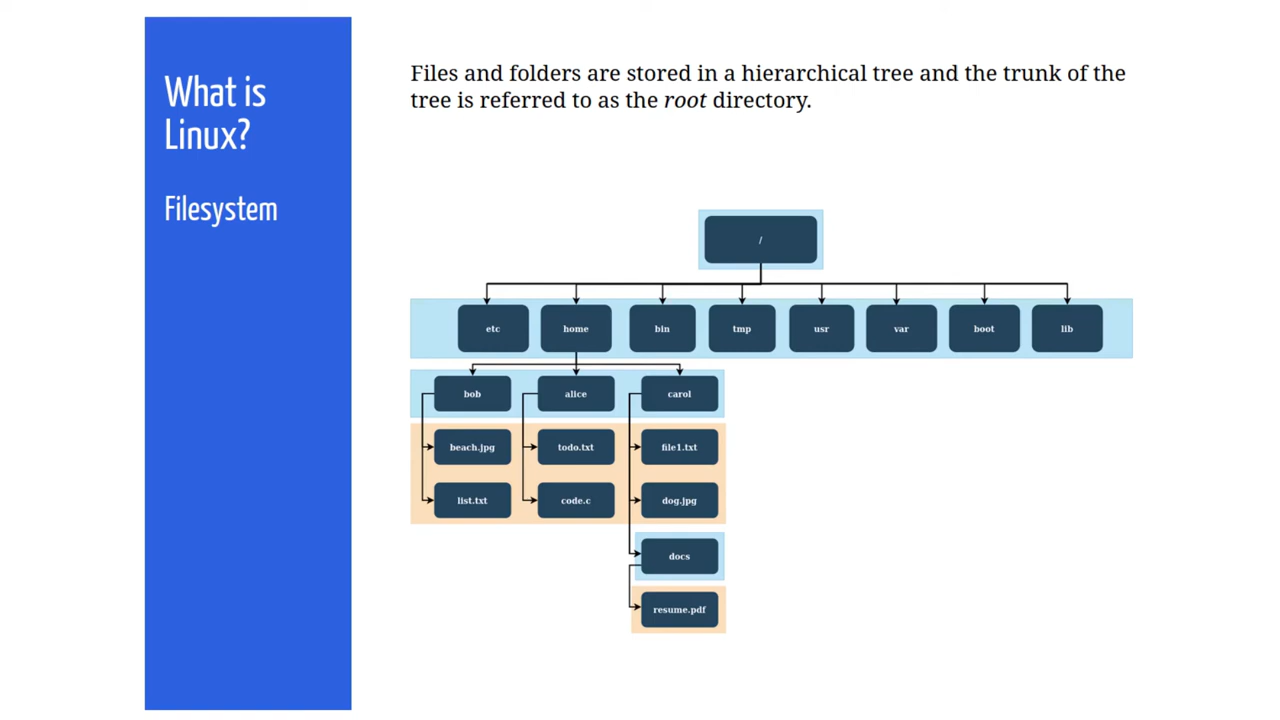 What is
Linux?
Filesystem
Files and folders are stored in a hierarchical tree and the trunk of the
tree is referred to as the root directory.
/
etc home bin tmp usr var boot lib
bob alice carol
beach.jpg todo.txt file1.txt
list.txt code.c dog.jpg
docs
resume.pdf